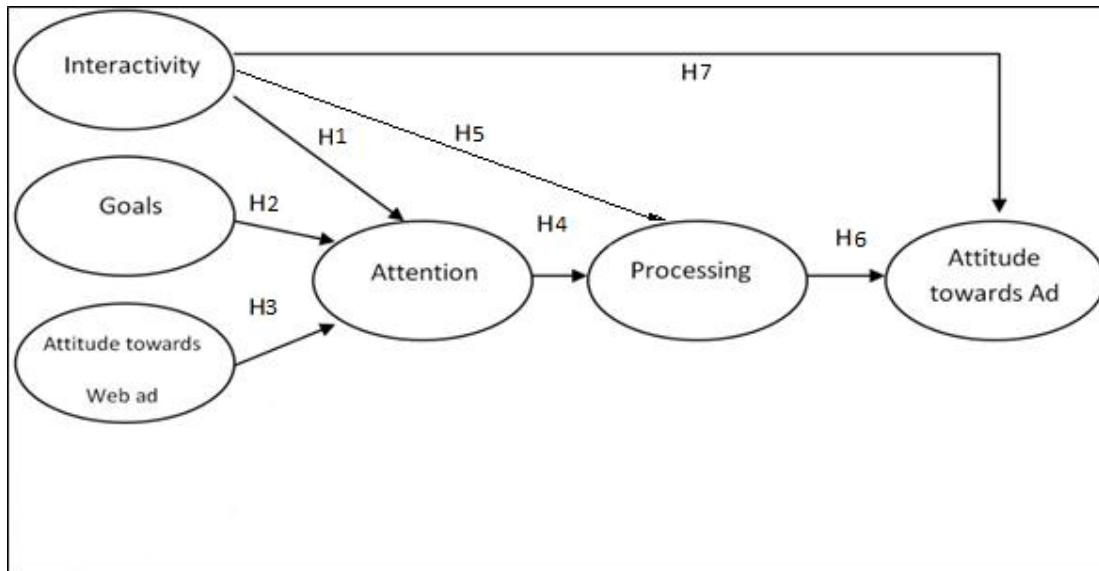 Interactivity
H7
H5
H1
Goals
H2
H4
H6
Attention
Processing
Attitude
towards Ad
H3
Attitude towards
Web ad